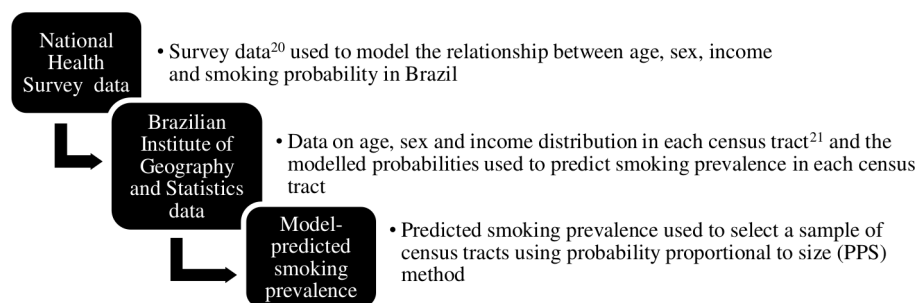 National
Health
Survey data
• Survey data²⁰ used to model the relationship between age, sex, income
and smoking probability in Brazil
Brazilian
Institute of
Geography
and Statistics
data
• Data on age, sex and income distribution in each census tract²¹ and the
modelled probabilities used to predict smoking prevalence in each census
tract
Model-
predicted
smoking
prevalence
• Predicted smoking prevalence used to select a sample of
census tracts using probability proportional to size (PPS)
method